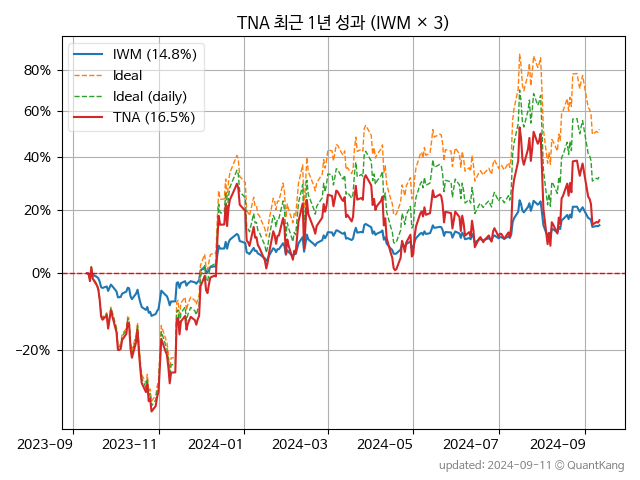 TNA 최근 1년 성과 (IWM × 3)
IWM (14.8%)
Ideal
Ideal (daily)
TNA (16.5%)
80%
60%
40%
20%
0%
−20%
2023-09 2023-11 2024-01 2024-03 2024-05 2024-07 2024-09
updated: 2024-09-11 © QuantKang